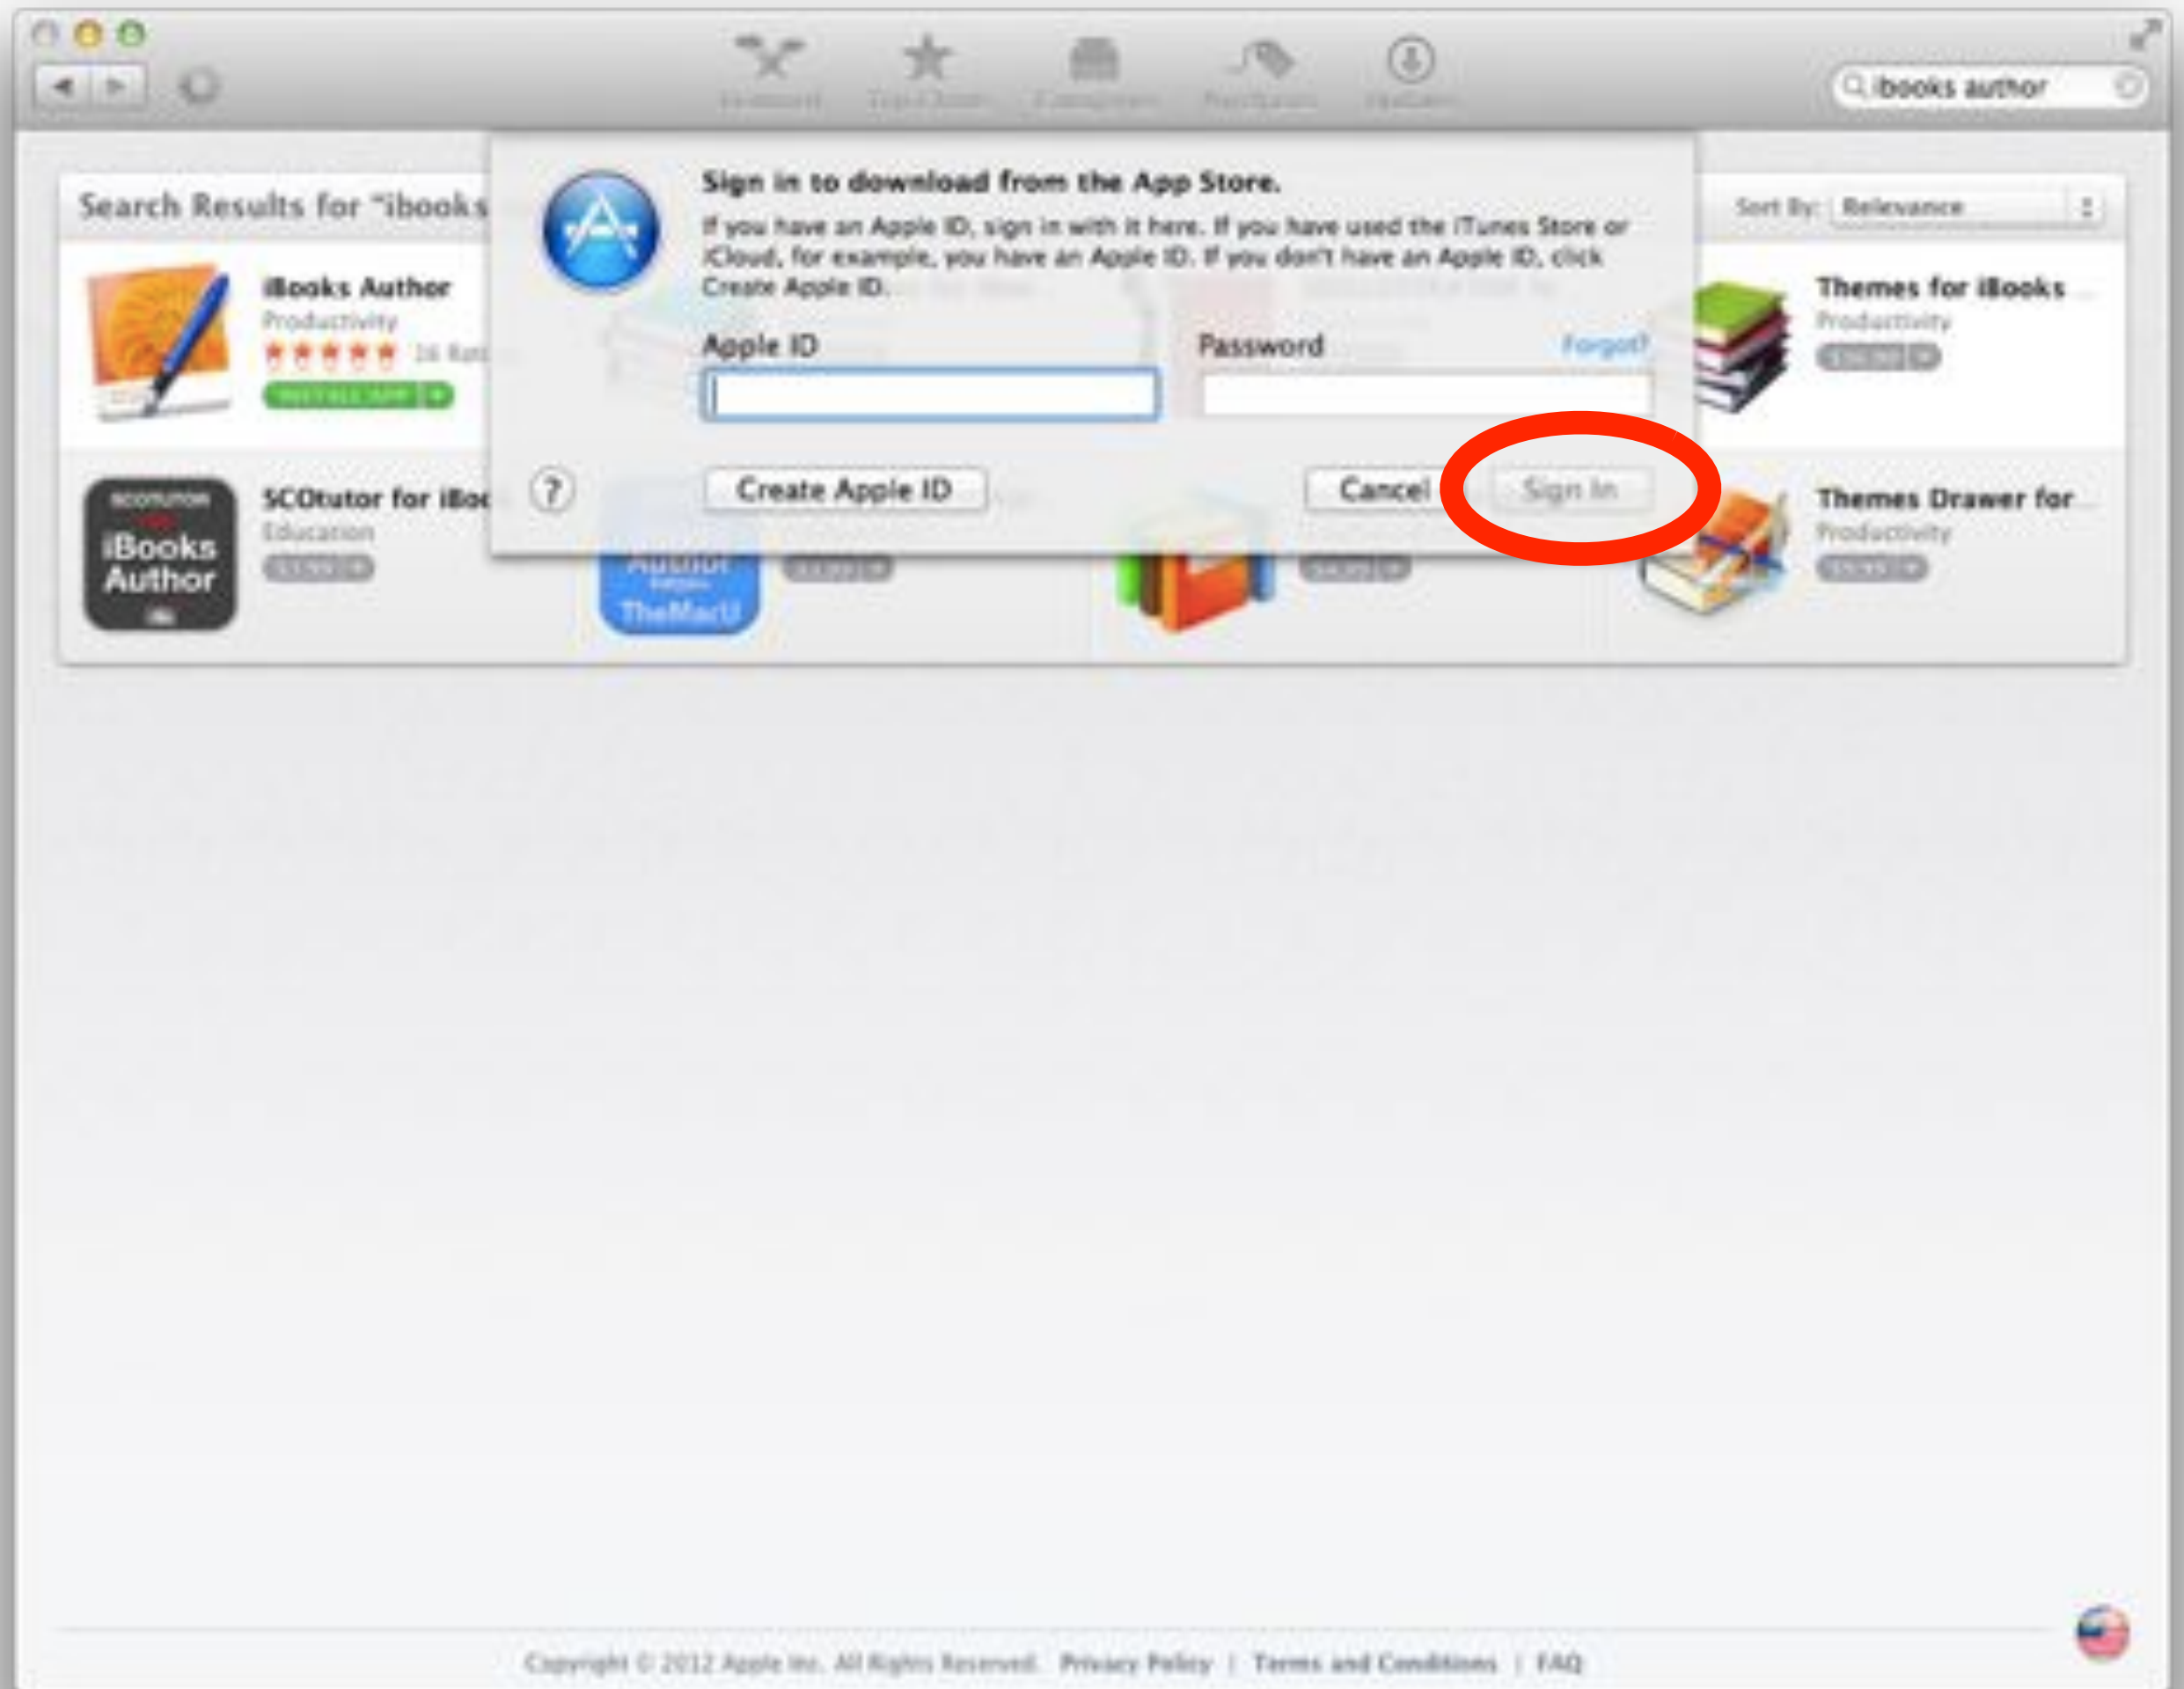 ibooks author
Sign in to download from the App Store.
If you have an Apple ID, sign in with it here. If you have used the iTunes Store or
iCloud, for example, you have an Apple ID. If you don't have an Apple ID, click
Create Apple ID.
Apple ID
Password
Forgot?
?
Create Apple ID
Cancel
Sign In
Search Results for "ibooks
Sort By: Relevance
iBooks Author
Productivity
INSTALL APP
Themes for iBooks
Productivity
SCOtutor for iBoo
Education
iBooks
Author
Author
TheMacU
Themes Drawer for
Productivity
Copyright © 2012 Apple Inc. All Rights Reserved. Privacy Policy | Terms and Conditions | FAQ